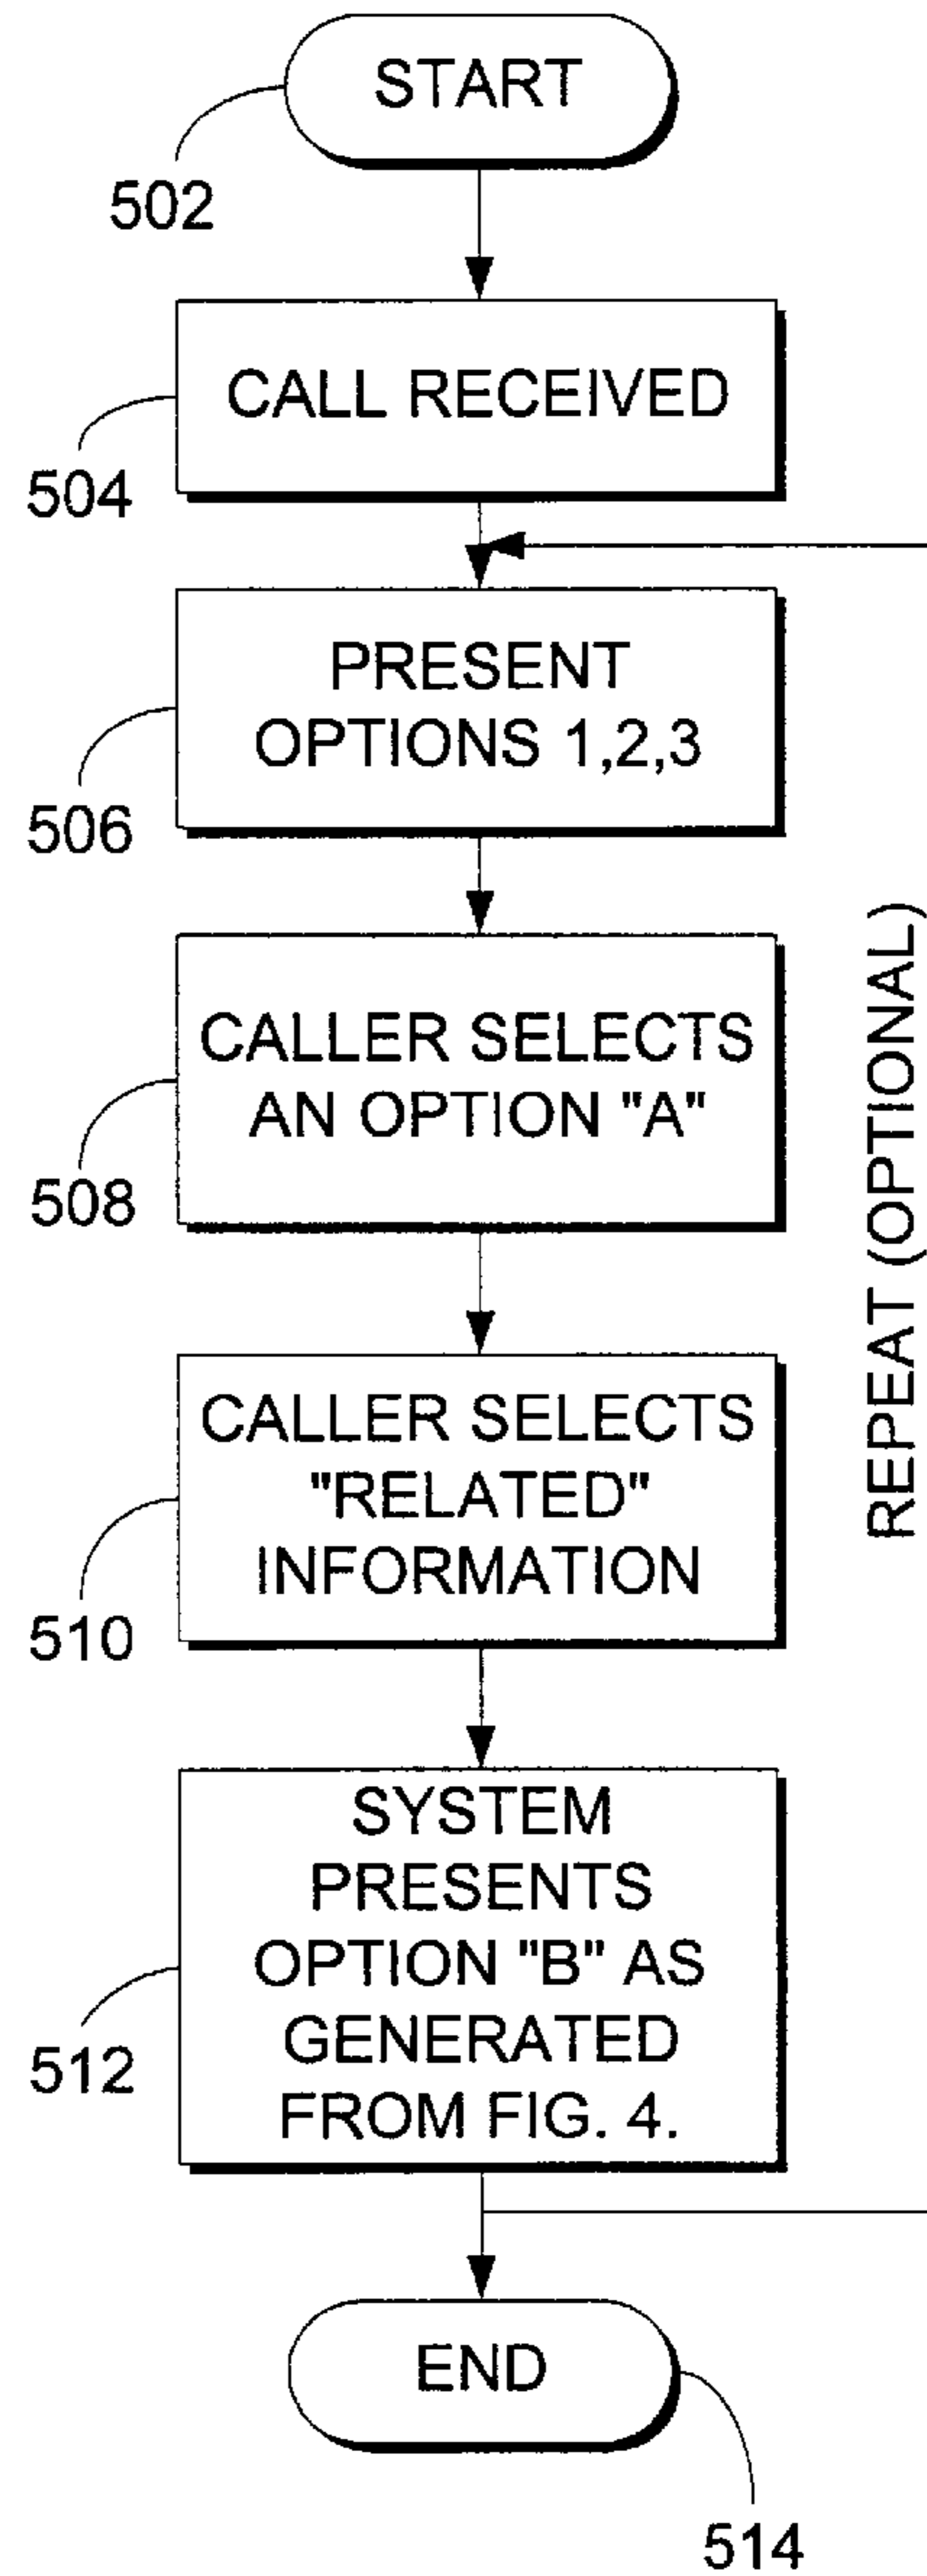 START
502
CALL RECEIVED
504
PRESENT
OPTIONS 1,2,3
506
CALLER SELECTS
AN OPTION "A"
508
REPEAT (OPTIONAL)
CALLER SELECTS
"RELATED"
INFORMATION
510
SYSTEM
PRESENTS
OPTION "B" AS
GENERATED
FROM FIG. 4.
512
END
514